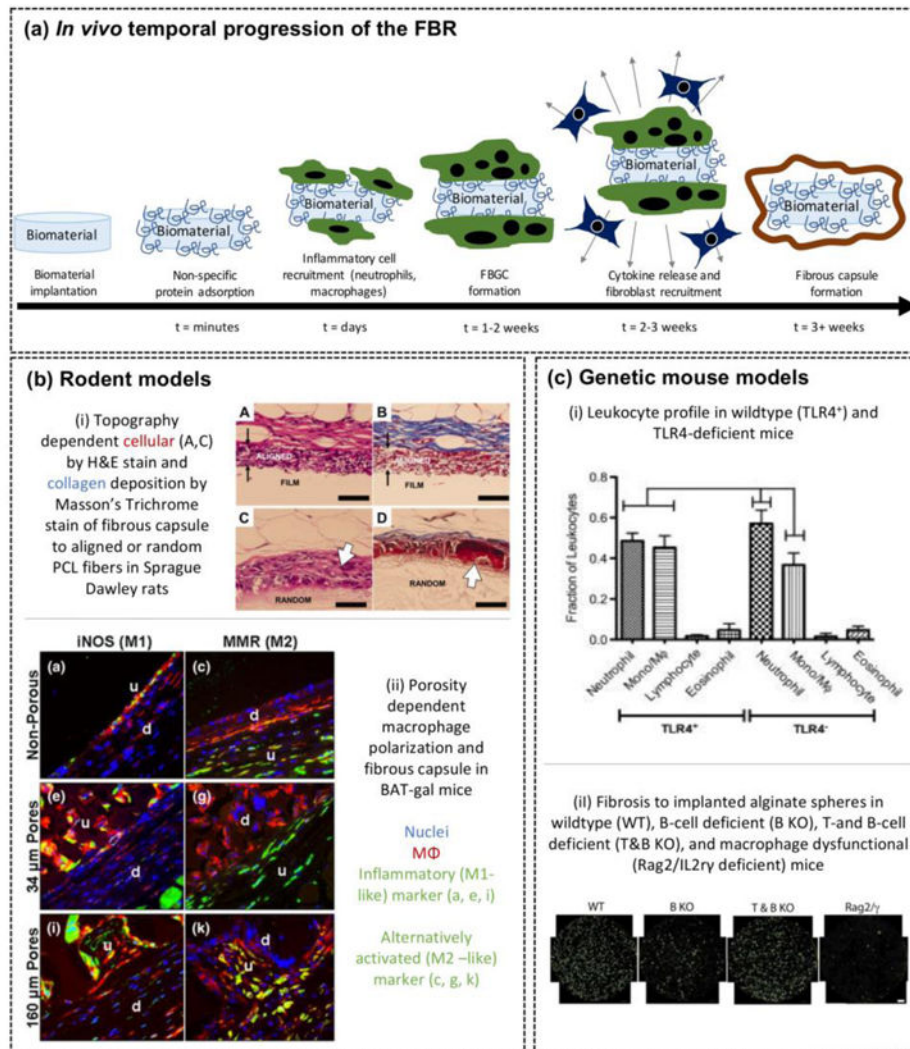 (a) In vivo temporal progression of the FBR
Biomaterial
Biomaterial
Biomaterial
Biomaterial
Biomaterial
Biomaterial
Biomaterial
implantation
Non-specific
protein adsorption
Inflammatory cell
recruitment (neutrophils,
macrophages)
FBGC
formation
Cytokine release and
fibroblast recruitment
Fibrous capsule
formation
t = minutes
t = days
t = 1-2 weeks
t = 2-3 weeks
t = 3+ weeks
(b) Rodent models
(i) Topography
dependent cellular (A,C)
by H&E stain and
collagen deposition by
Masson's Trichrome
stain of fibrous capsule
to aligned or random
PCL fibers in Sprague
Dawley rats
A
ALIGNED
FILM
B
ALIGNED
FILM
C
RANDOM
D
RANDOM
iNOS (M1)
MMR (M2)
Non-Porous
(a)
u
d
(c)
d
u
34 µm Pores
(e)
u
d
(g)
d
u
160 µm Pores
(i)
u
d
(k)
d
u
(ii) Porosity
dependent
macrophage
polarization and
fibrous capsule in
BAT-gal mice
Nuclei
MΦ
Inflammatory (M1-
like) marker (a, e, i)
Alternatively
activated (M2 –like)
marker (c, g, k)
(c) Genetic mouse models
(i) Leukocyte profile in wildtype (TLR4⁺) and
TLR4-deficient mice
Fraction of Leukocytes
0.8
0.6
0.4
0.2
0.0
Neutrophil
Mono/Mφ
Lymphocyte
Eosinophil
Neutrophil
Mono/Mφ
Lymphocyte
Eosinophil
TLR4⁺
TLR4⁻
(iI) Fibrosis to implanted alginate spheres in
wildtype (WT), B-cell deficient (B KO), T-and B-cell
deficient (T&B KO), and macrophage dysfunctional
(Rag2/IL2rγ deficient) mice
WT
B KO
T & B KO
Rag2/γ